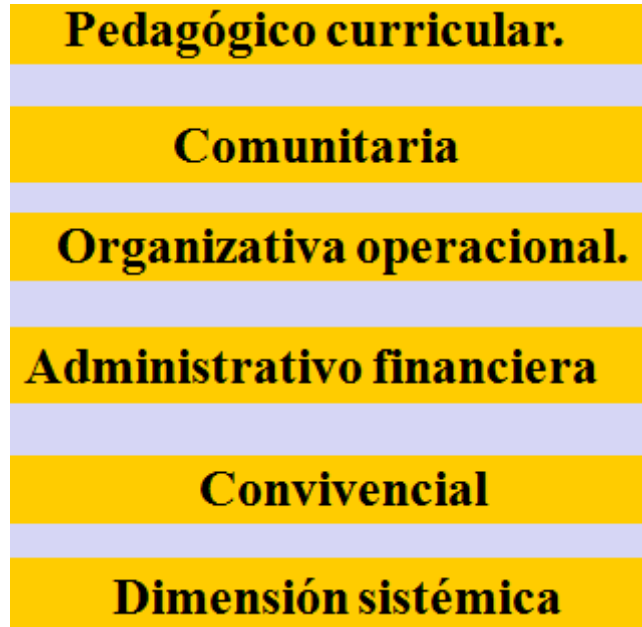 Pedagógico curricular.
Comunitaria
Organizativa operacional.
Administrativo financiera
Convivencial
Dimensión sistémica